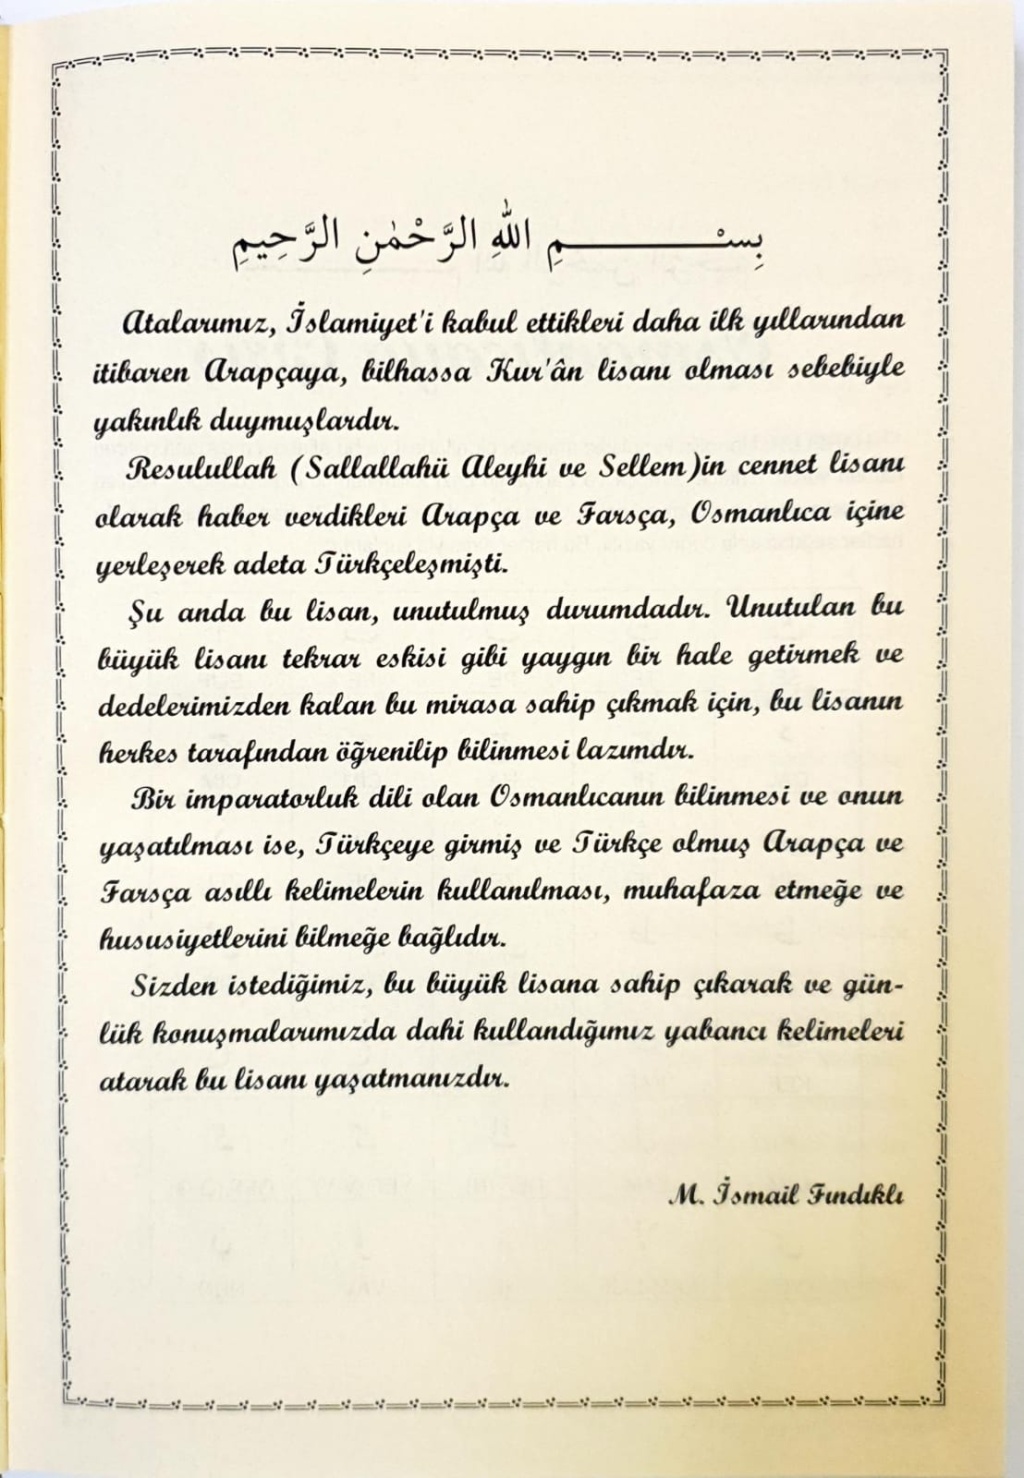 بِسْمِ اللهِ الرَّحْمٰنِ الرَّحِيمِ
Atalarımız, İslamiyet'i kabul ettikleri daha ilk yıllarından
itibaren Arapçaya, bilhassa Kur'ân lisanı olması sebebiyle
yakınlık duymuşlardır.
Resulullah (Sallallahü Aleyhi ve Sellem)in cennet lisanı
olarak haber verdikleri Arapça ve Farsça, Osmanlıca içine
yerleşerek adeta Türkçeleşmişti.
Şu anda bu lisan, unutulmuş durumdadır. Unutulan bu
büyük lisanı tekrar eskisi gibi yaygın bir hale getirmek ve
dedelerimizden kalan bu mirasa sahip çıkmak için, bu lisanın
herkes tarafından öğrenilip bilinmesi lazımdır.
Bir imparatorluk dili olan Osmanlıcanın bilinmesi ve onun
yaşatılması ise, Türkçeye girmiş ve Türkçe olmuş Arapça ve
Farsça asıllı kelimelerin kullanılması, muhafaza etmeğe ve
hususiyetlerini bilmeğe bağlıdır.
Sizden istediğimiz, bu büyük lisana sahip çıkarak ve gün-
lük konuşmalarımızda dahi kullandığımız yabancı kelimeleri
atarak bu lisanı yaşatmanızdır.
M. İsmail Fındıklı